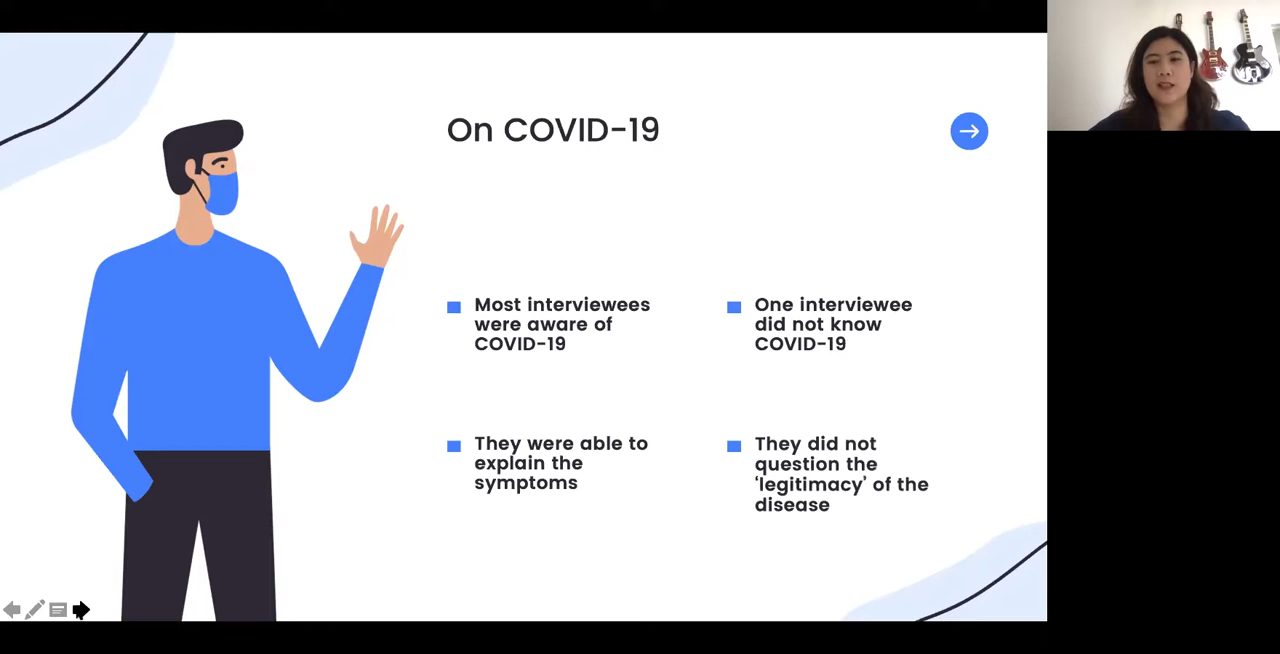 On COVID-19
Most interviewees
were aware of
COVID-19
One interviewee
did not know
COVID-19
They were able to
explain the
symptoms
They did not
question the
‘legitimacy’ of the
disease